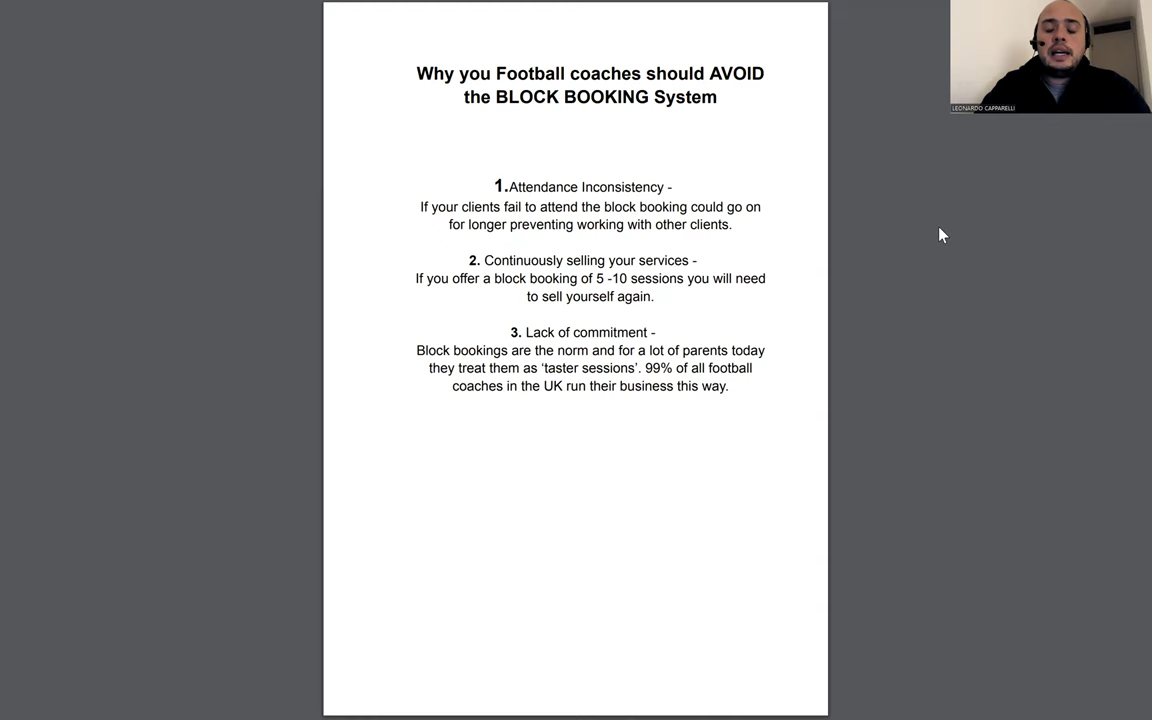 Why you Football coaches should AVOID
the BLOCK BOOKING System
1.Attendance Inconsistency -
If your clients fail to attend the block booking could go on
for longer preventing working with other clients.
2. Continuously selling your services -
If you offer a block booking of 5 -10 sessions you will need
to sell yourself again.
3. Lack of commitment -
Block bookings are the norm and for a lot of parents today
they treat them as ‘taster sessions’. 99% of all football
coaches in the UK run their business this way.
LEONARDO CAPPARELLI